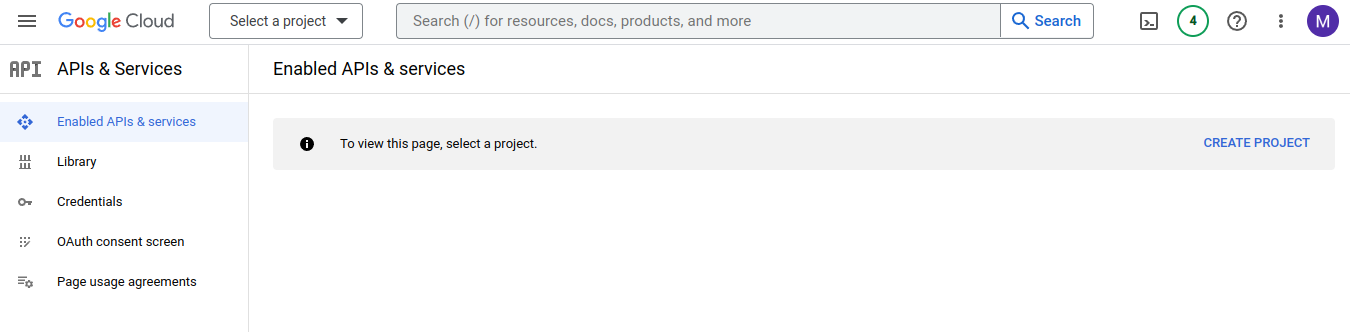 Google Cloud
Select a project
Search (/) for resources, docs, products, and more
Search
4
M
API
APIs & Services
Enabled APIs & services
Enabled APIs & services
Library
Credentials
OAuth consent screen
Page usage agreements
To view this page, select a project.
CREATE PROJECT